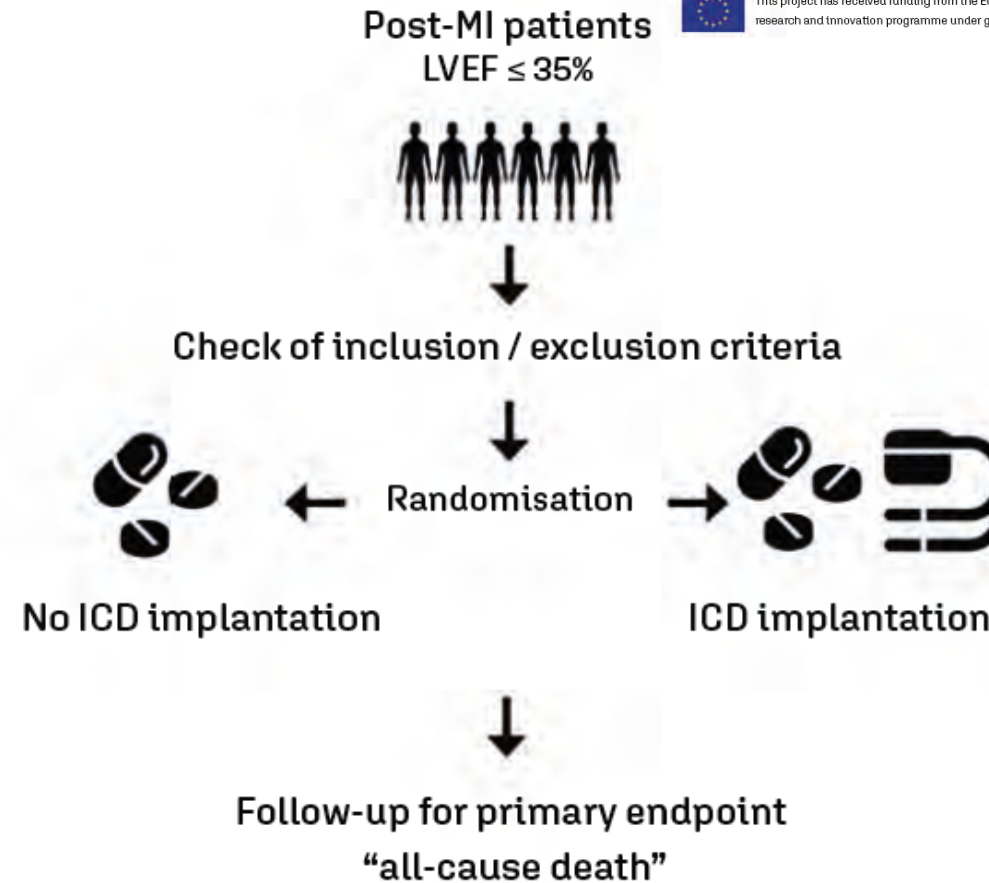 This project has received funding from the
research and innovation programme under
Post-MI patients
LVEF ≤ 35%
Check of inclusion / exclusion criteria
Randomisation
No ICD implantation
ICD implantation
Follow-up for primary endpoint
“all-cause death”